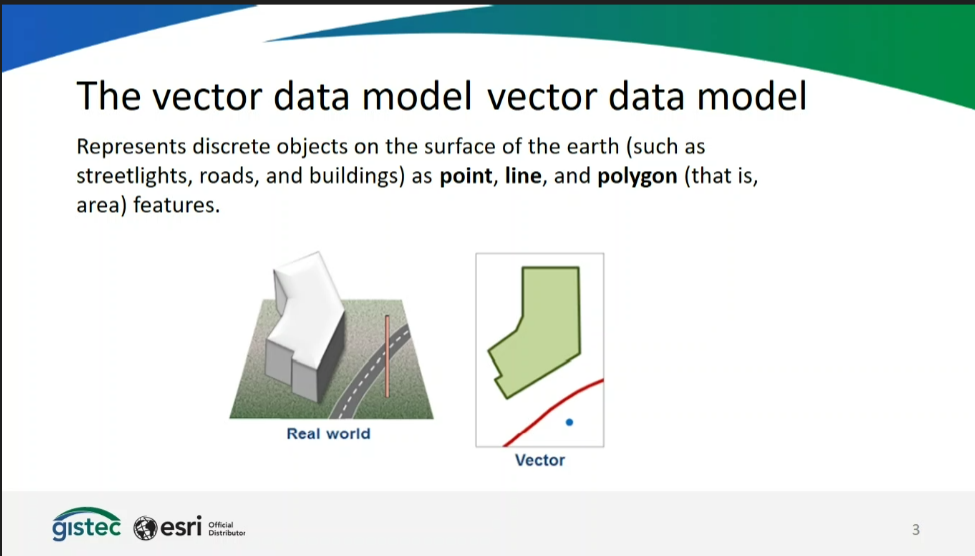 The vector data model vector data model
Represents discrete objects on the surface of the earth (such as
streetlights, roads, and buildings) as point, line, and polygon (that is,
area) features.
Real world
Vector
gistec
esri
Official
Distributor
3